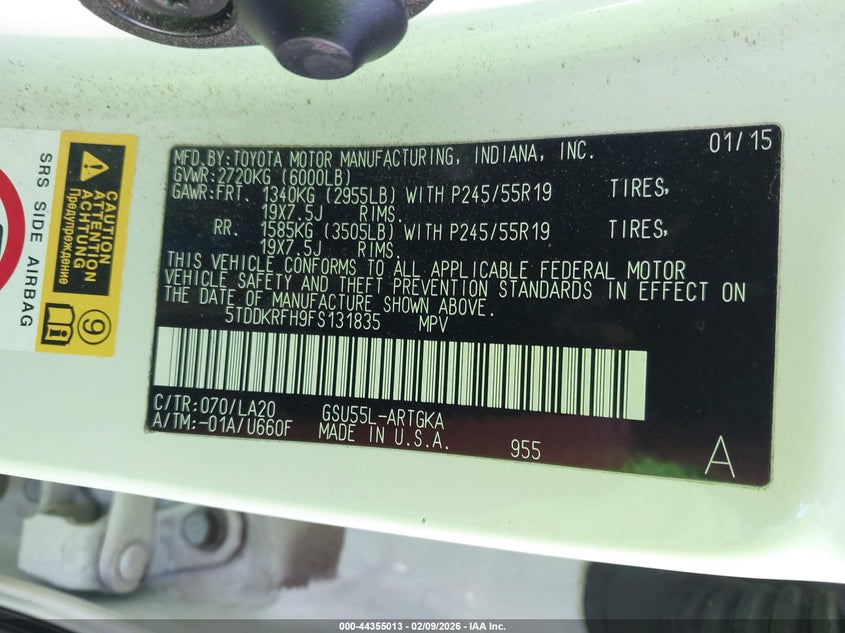 MFD.BY:TOYOTA MOTOR MANUFACTURING, INDIANA, INC. 01/15
GVWR:2720KG (6000LB)
GAWR:FRT. 1340KG (2955LB) WITH P245/55R19 TIRES,
19X7.5J RIMS.
RR. 1585KG (3505LB) WITH P245/55R19 TIRES,
19X7.5J RIMS.
THIS VEHICLE CONFORMS TO ALL APPLICABLE FEDERAL MOTOR
VEHICLE SAFETY AND THEFT PREVENTION STANDARDS IN EFFECT ON
THE DATE OF MANUFACTURE SHOWN ABOVE.
5TDDKRFH9FS131835 MPV
C/TR:070/LA20 GSU55L-ARTGKA
A/TM:-01A/U660F MADE IN U.S.A. 955
A
SRS SIDE AIRBAG
CAUTION
ATTENTION
ACHTUNG
Предупреждение
9
000-44355013 - 02/09/2026 - IAA Inc.